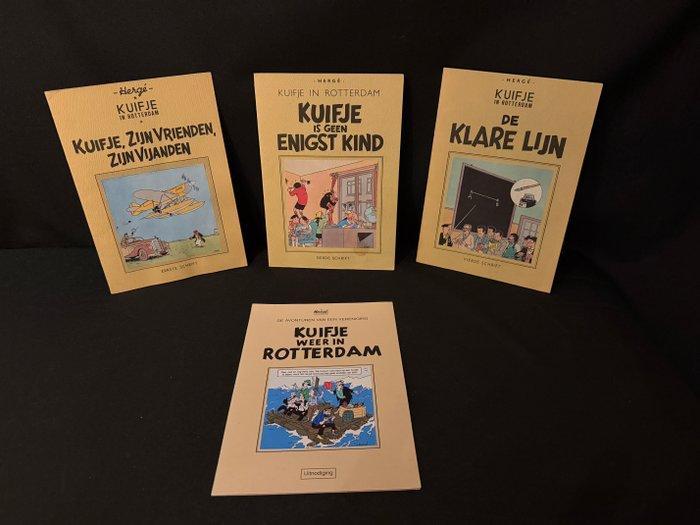 -Hergé-
KUIFJE
IN ROTTERDAM
KUIFJE, ZIJN VRIENDEN,
ZIJN VIJANDEN
EERSTE SCHRIFT
-HERGÉ-
KUIFJE IN ROTTERDAM
KUIFJE
IS GEEN
ENIGST KIND
DERDE SCHRIFT
-HERGÉ-
KUIFJE
IN ROTTERDAM
DE
KLARE LIJN
VIERDE SCHRIFT
DE AVONTUREN VAN EEN VERENIGING
KUIFJE
WEER IN
ROTTERDAM
Uitnodiging